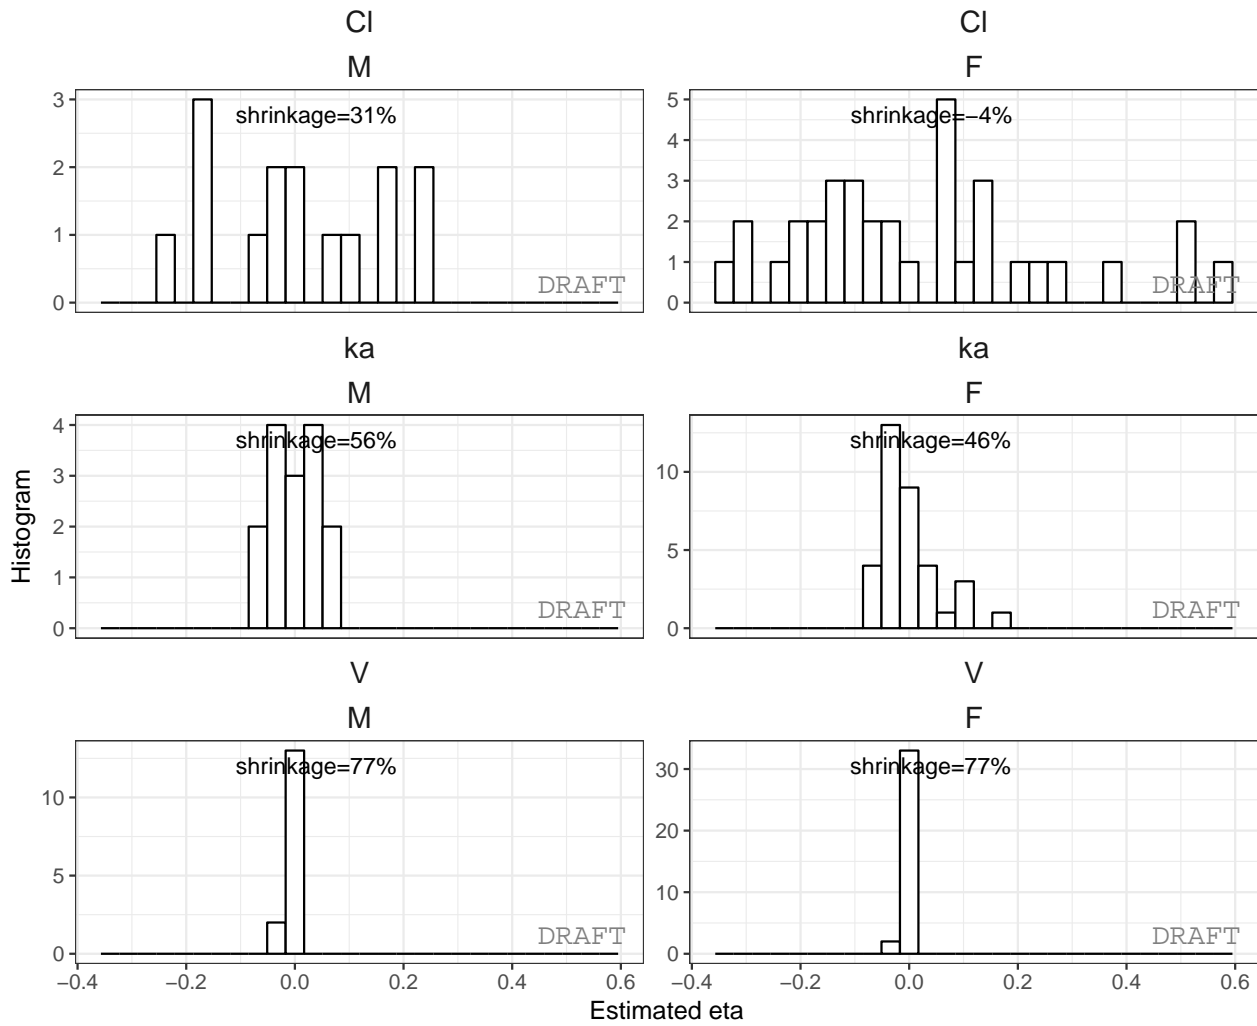 Cl
M
3
2
1
0
shrinkage=31%
DRAFT
Cl
F
5
4
3
2
1
0
shrinkage=−4%
DRAFT
Histogram
ka
M
4
3
2
1
0
shrinkage=56%
DRAFT
ka
F
10
5
0
shrinkage=46%
DRAFT
V
M
10
5
0
shrinkage=77%
DRAFT
−0.4 −0.2 0.0 0.2 0.4 0.6
V
F
30
20
10
0
shrinkage=77%
DRAFT
−0.4 −0.2 0.0 0.2 0.4 0.6
Estimated eta